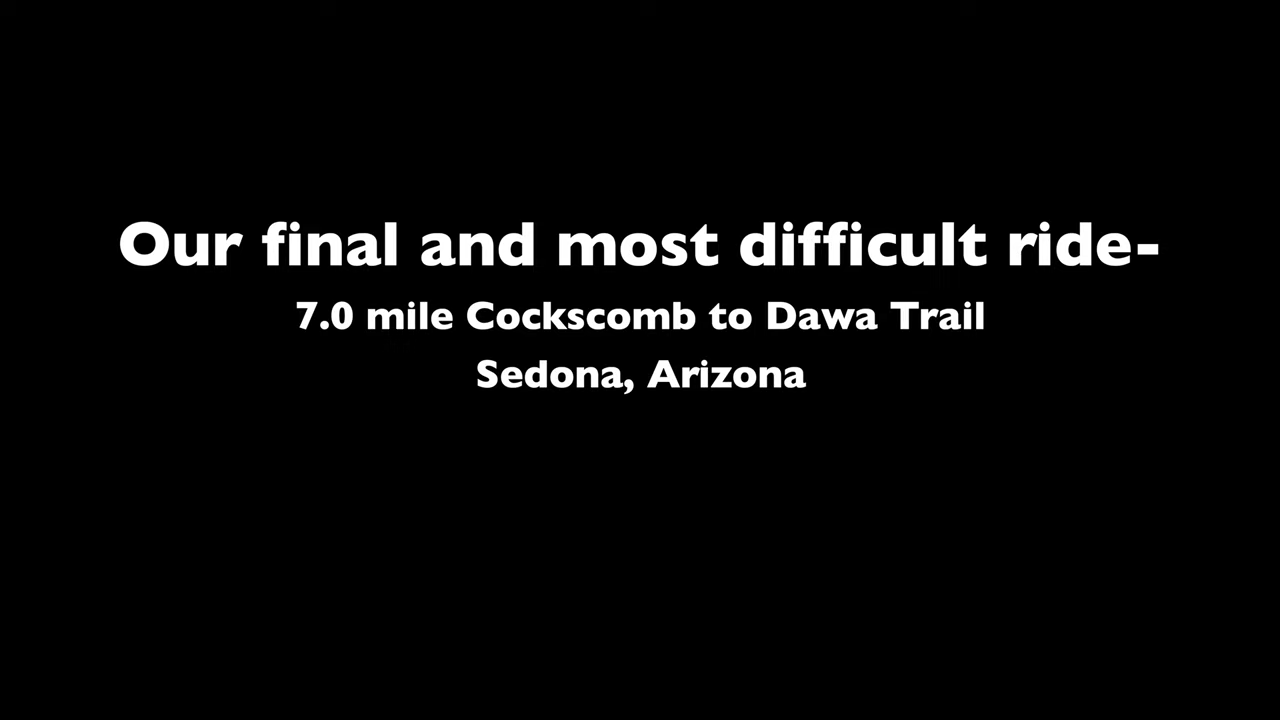 Our final and most difficult ride-
7.0 mile Cockscomb to Dawa Trail
Sedona, Arizona